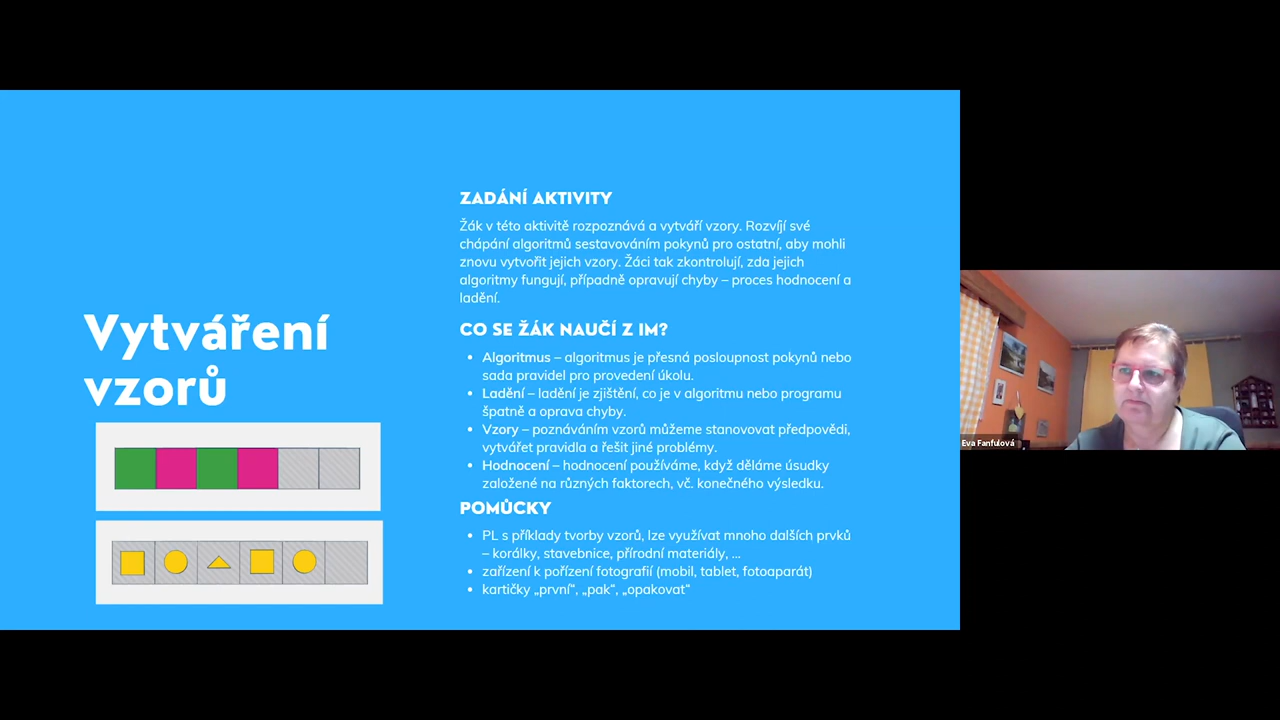 Vytváření
vzorů
ZADÁNÍ AKTIVITY
Žák v této aktivitě rozpoznává a vytváří vzory. Rozvíjí své
chápání algoritmů sestavováním pokynů pro ostatní, aby mohli
znovu vytvořit jejich vzory. Žáci tak zkontrolují, zda jejich
algoritmy fungují, případně opravují chyby – proces hodnocení a
ladění.
CO SE ŽÁK NAUČÍ Z IM?
• Algoritmus – algoritmus je přesná posloupnost pokynů nebo
sada pravidel pro provedení úkolu.
• Ladění – ladění je zjištění, co je v algoritmu nebo programu
špatně a oprava chyby.
• Vzory – poznáváním vzorů můžeme stanovovat předpovědi,
vytvářet pravidla a řešit jiné problémy.
• Hodnocení – hodnocení používáme, když děláme úsudky
založené na různých faktorech, vč. konečného výsledku.
POMŮCKY
• PL s příklady tvorby vzorů, lze využívat mnoho dalších prvků
– korálky, stavebnice, přírodní materiály, ...
• zařízení k pořízení fotografií (mobil, tablet, fotoaparát)
• kartičky „první“, „pak“, „opakovat“
Eva Fanfulová